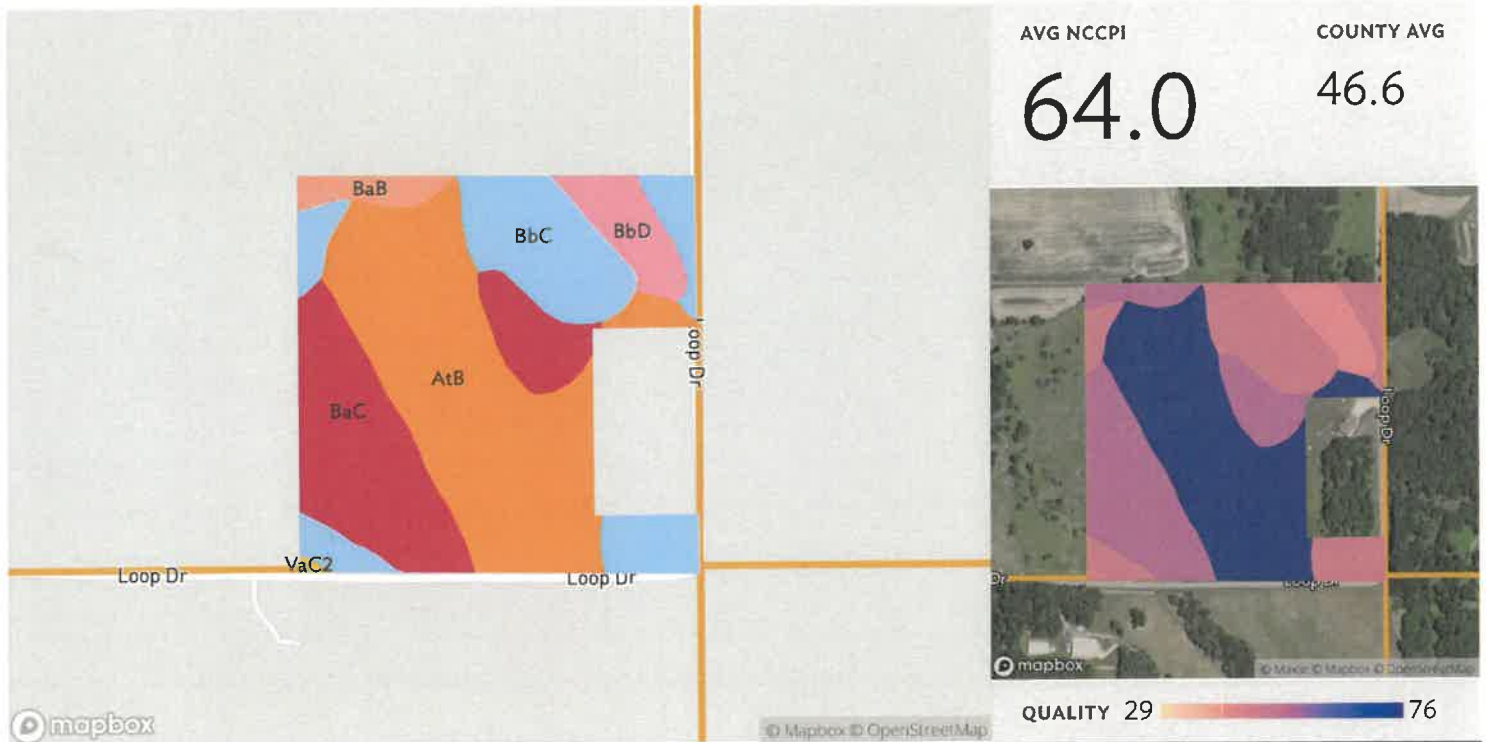 AVG NCCPI
COUNTY AVG
64.0
46.6
BaB
BbC
BbD
Loop Dr
AtB
BaC
VaC2
Loop Dr
Loop Dr
mapbox
© Mapbox © OpenStreetMap
Loop Dr
Dr
Loop Dr
mapbox
© Maxar © Mapbox © OpenStreetMap
QUALITY 29 76